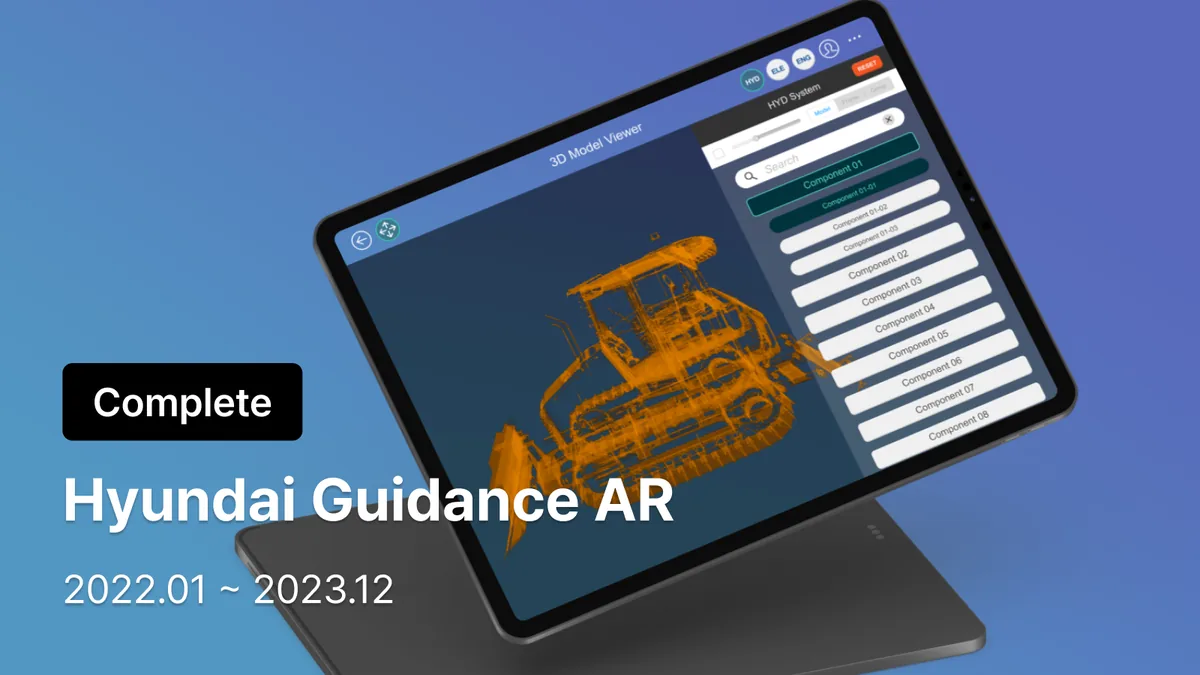 HYD ELE ENG
RESET
3D Model Viewer
HYD System
Model
Search
Component 01
Component 01-01
Component 01-02
Component 01-03
Component 02
Component 03
Component 04
Component 05
Component 06
Component 07
Component 08
Complete
Hyundai Guidance AR
2022.01 ~ 2023.12